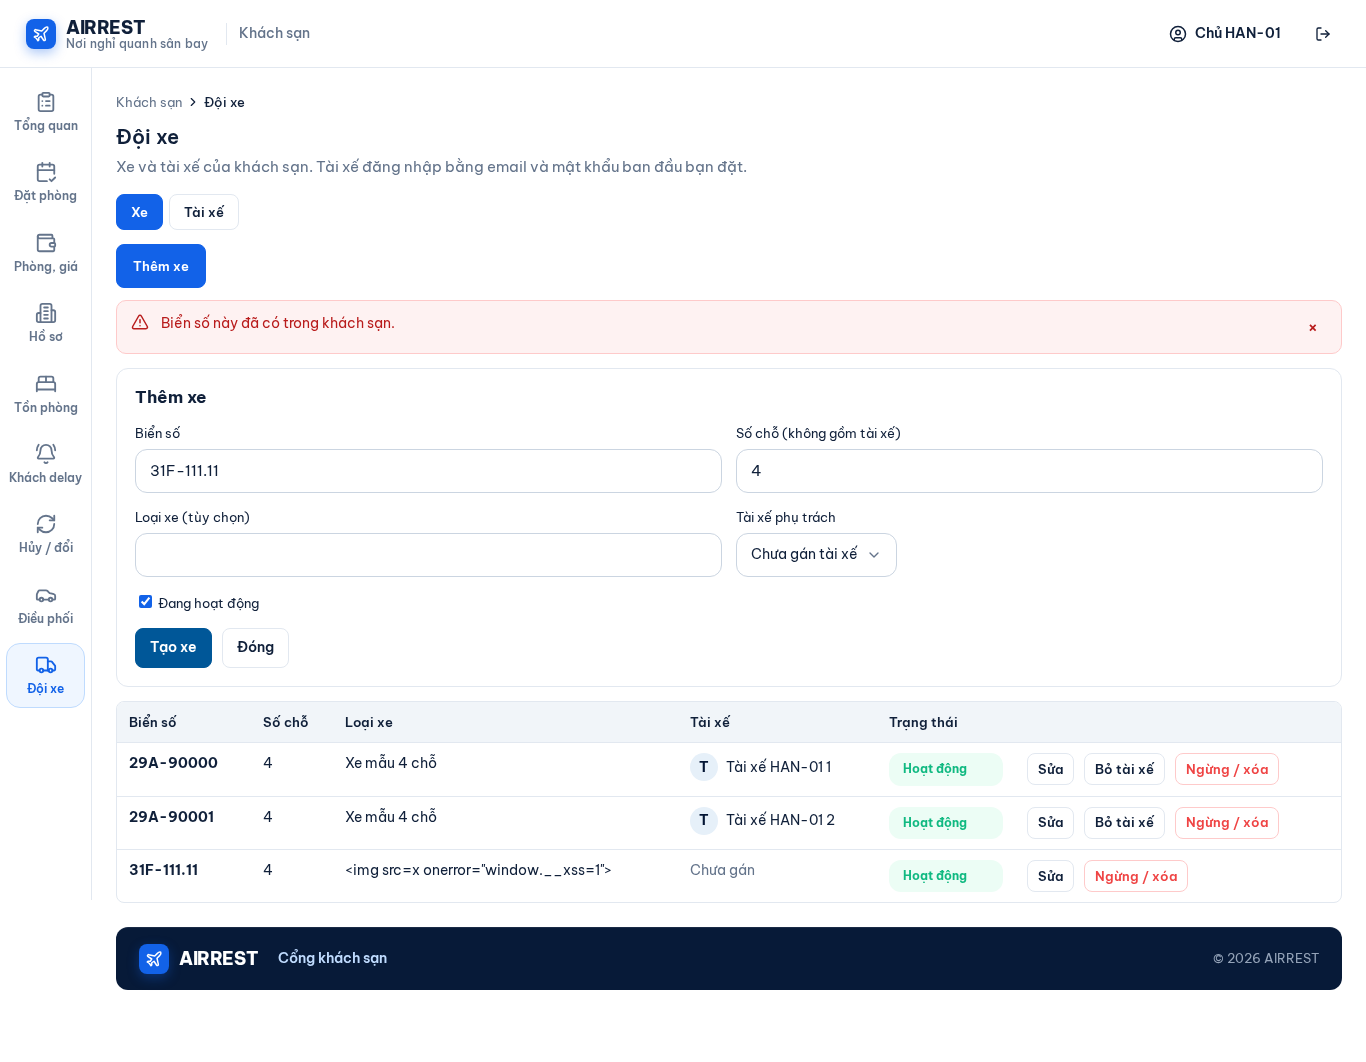 AIRREST
Nơi nghỉ quanh sân bay
Khách sạn
Chủ HAN-01
Tổng quan
Đặt phòng
Phòng, giá
Hồ sơ
Tồn phòng
Khách delay
Hủy / đổi
Điều phối
Đội xe
Khách sạn > Đội xe
Đội xe
Xe và tài xế của khách sạn. Tài xế đăng nhập bằng email và mật khẩu ban đầu bạn đặt.
Xe Tài xế
Thêm xe
Biển số này đã có trong khách sạn. ×
Thêm xe
Biển số
31F-111.11
Số chỗ (không gồm tài xế)
4
Loại xe (tùy chọn)
Tài xế phụ trách
Chưa gán tài xế
Đang hoạt động
Tạo xe Đóng
Biển số Số chỗ Loại xe Tài xế Trạng thái
29A-90000 4 Xe mẫu 4 chỗ T Tài xế HAN-01 1 Hoạt động Sửa Bỏ tài xế Ngừng / xóa
29A-90001 4 Xe mẫu 4 chỗ T Tài xế HAN-01 2 Hoạt động Sửa Bỏ tài xế Ngừng / xóa
31F-111.11 4 <img src=x onerror="window.__xss=1"> Chưa gán Hoạt động Sửa Ngừng / xóa
AIRREST Cổng khách sạn © 2026 AIRREST